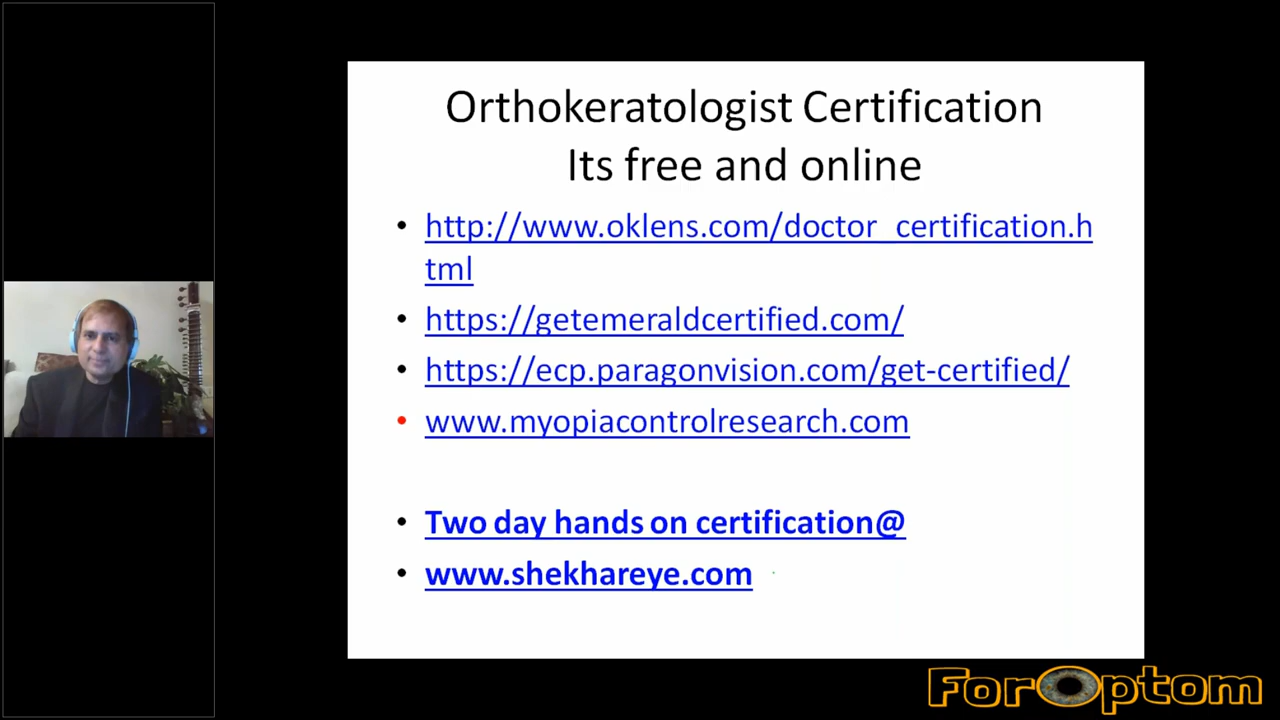 Orthokeratologist Certification
Its free and online
• http://www.oklens.com/doctor_certification.h
tml
• https://getemeraldcertified.com/
• https://ecp.paragonvision.com/get-certified/
• www.myopiacontrolresearch.com
• Two day hands on certification@
• www.shekhareye.com
ForOptom